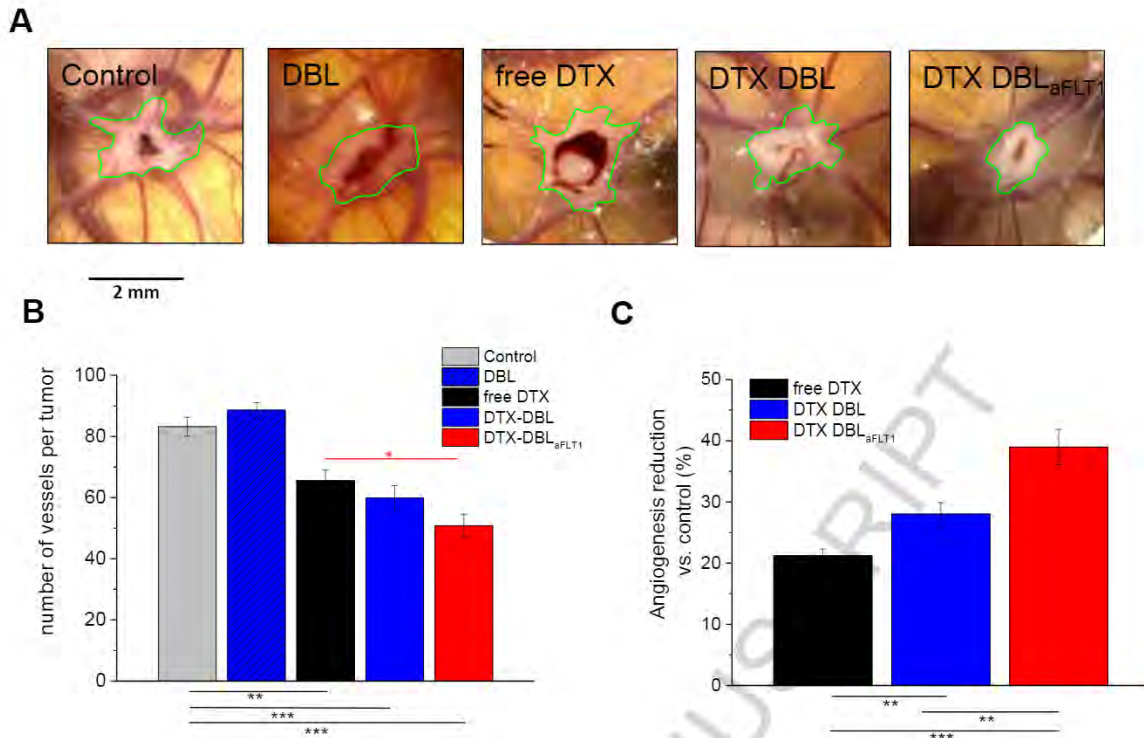 A
Control
DBL
free DTX
DTX DBL
DTX DBLaFLT1
2 mm
B
number of vessels per tumor
100
80
60
40
20
0
Control
DBL
free DTX
DTX-DBL
DTX-DBLaFLT1
*
**
***
***
C
Angiogenesis reduction
vs. control (%)
50
40
30
20
10
0
free DTX
DTX DBL
DTX DBLaFLT1
**
**
***
USCRIPT